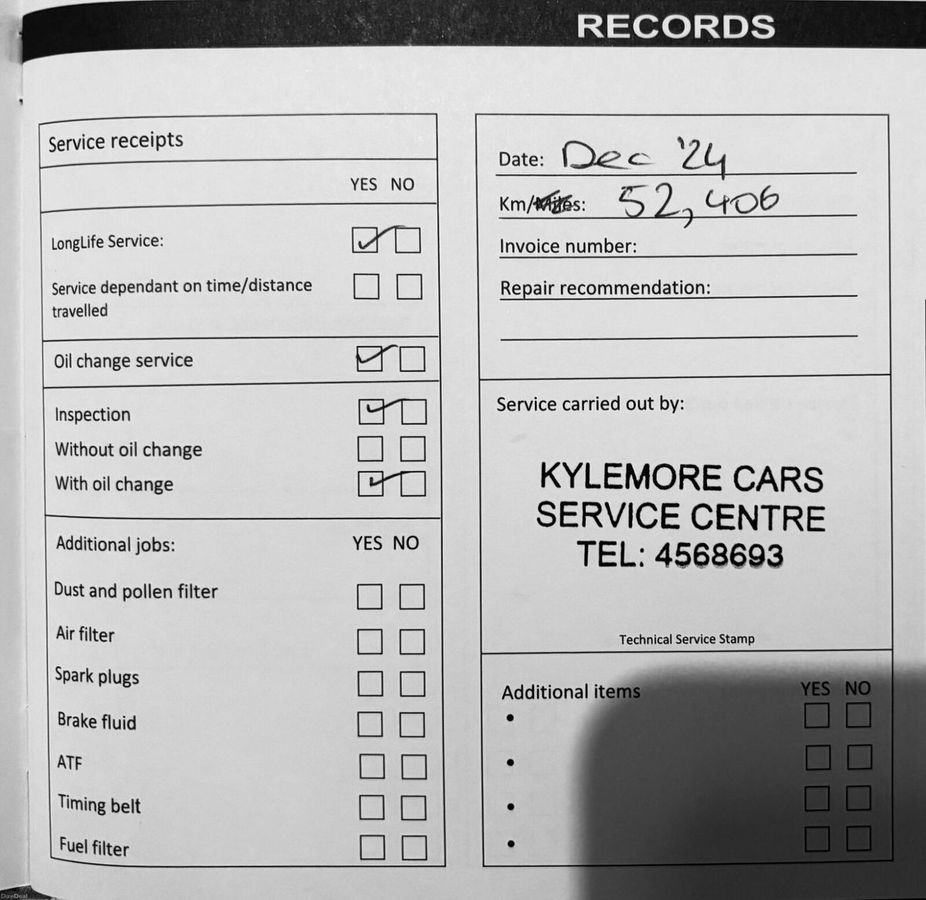 RECORDS
Service receipts
YES NO
LongLife Service:
Service dependant on time/distance
travelled
Oil change service
Inspection
Without oil change
With oil change
Additional jobs: YES NO
Dust and pollen filter
Air filter
Spark plugs
Brake fluid
ATF
Timing belt
Fuel filter
Date: Dec '24
Km/Miles: 52,406
Invoice number:
Repair recommendation:
Service carried out by:
KYLEMORE CARS
SERVICE CENTRE
TEL: 4568693
Technical Service Stamp
Additional items YES NO
DoneDeal